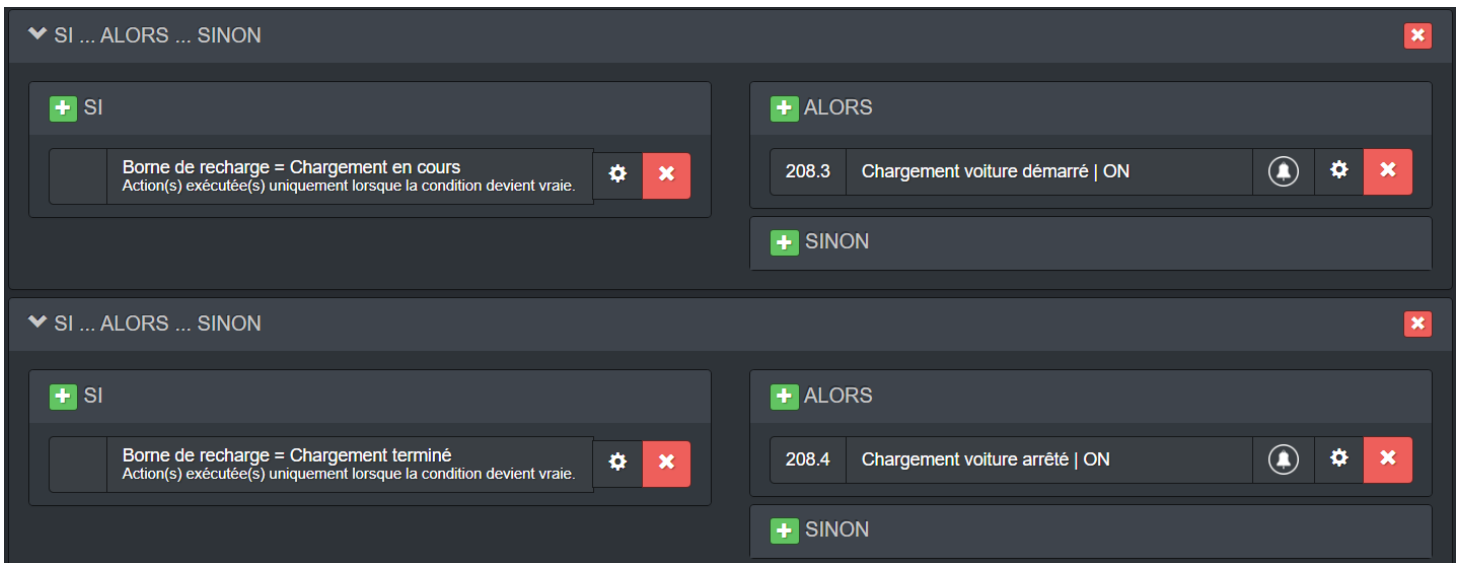 SI ... ALORS ... SINON
SI
Borne de recharge = Chargement en cours
Action(s) exécutée(s) uniquement lorsque la condition devient vraie.
ALORS
208.3 Chargement voiture démarré | ON
SINON
SI ... ALORS ... SINON
SI
Borne de recharge = Chargement terminé
Action(s) exécutée(s) uniquement lorsque la condition devient vraie.
ALORS
208.4 Chargement voiture arrêté | ON
SINON